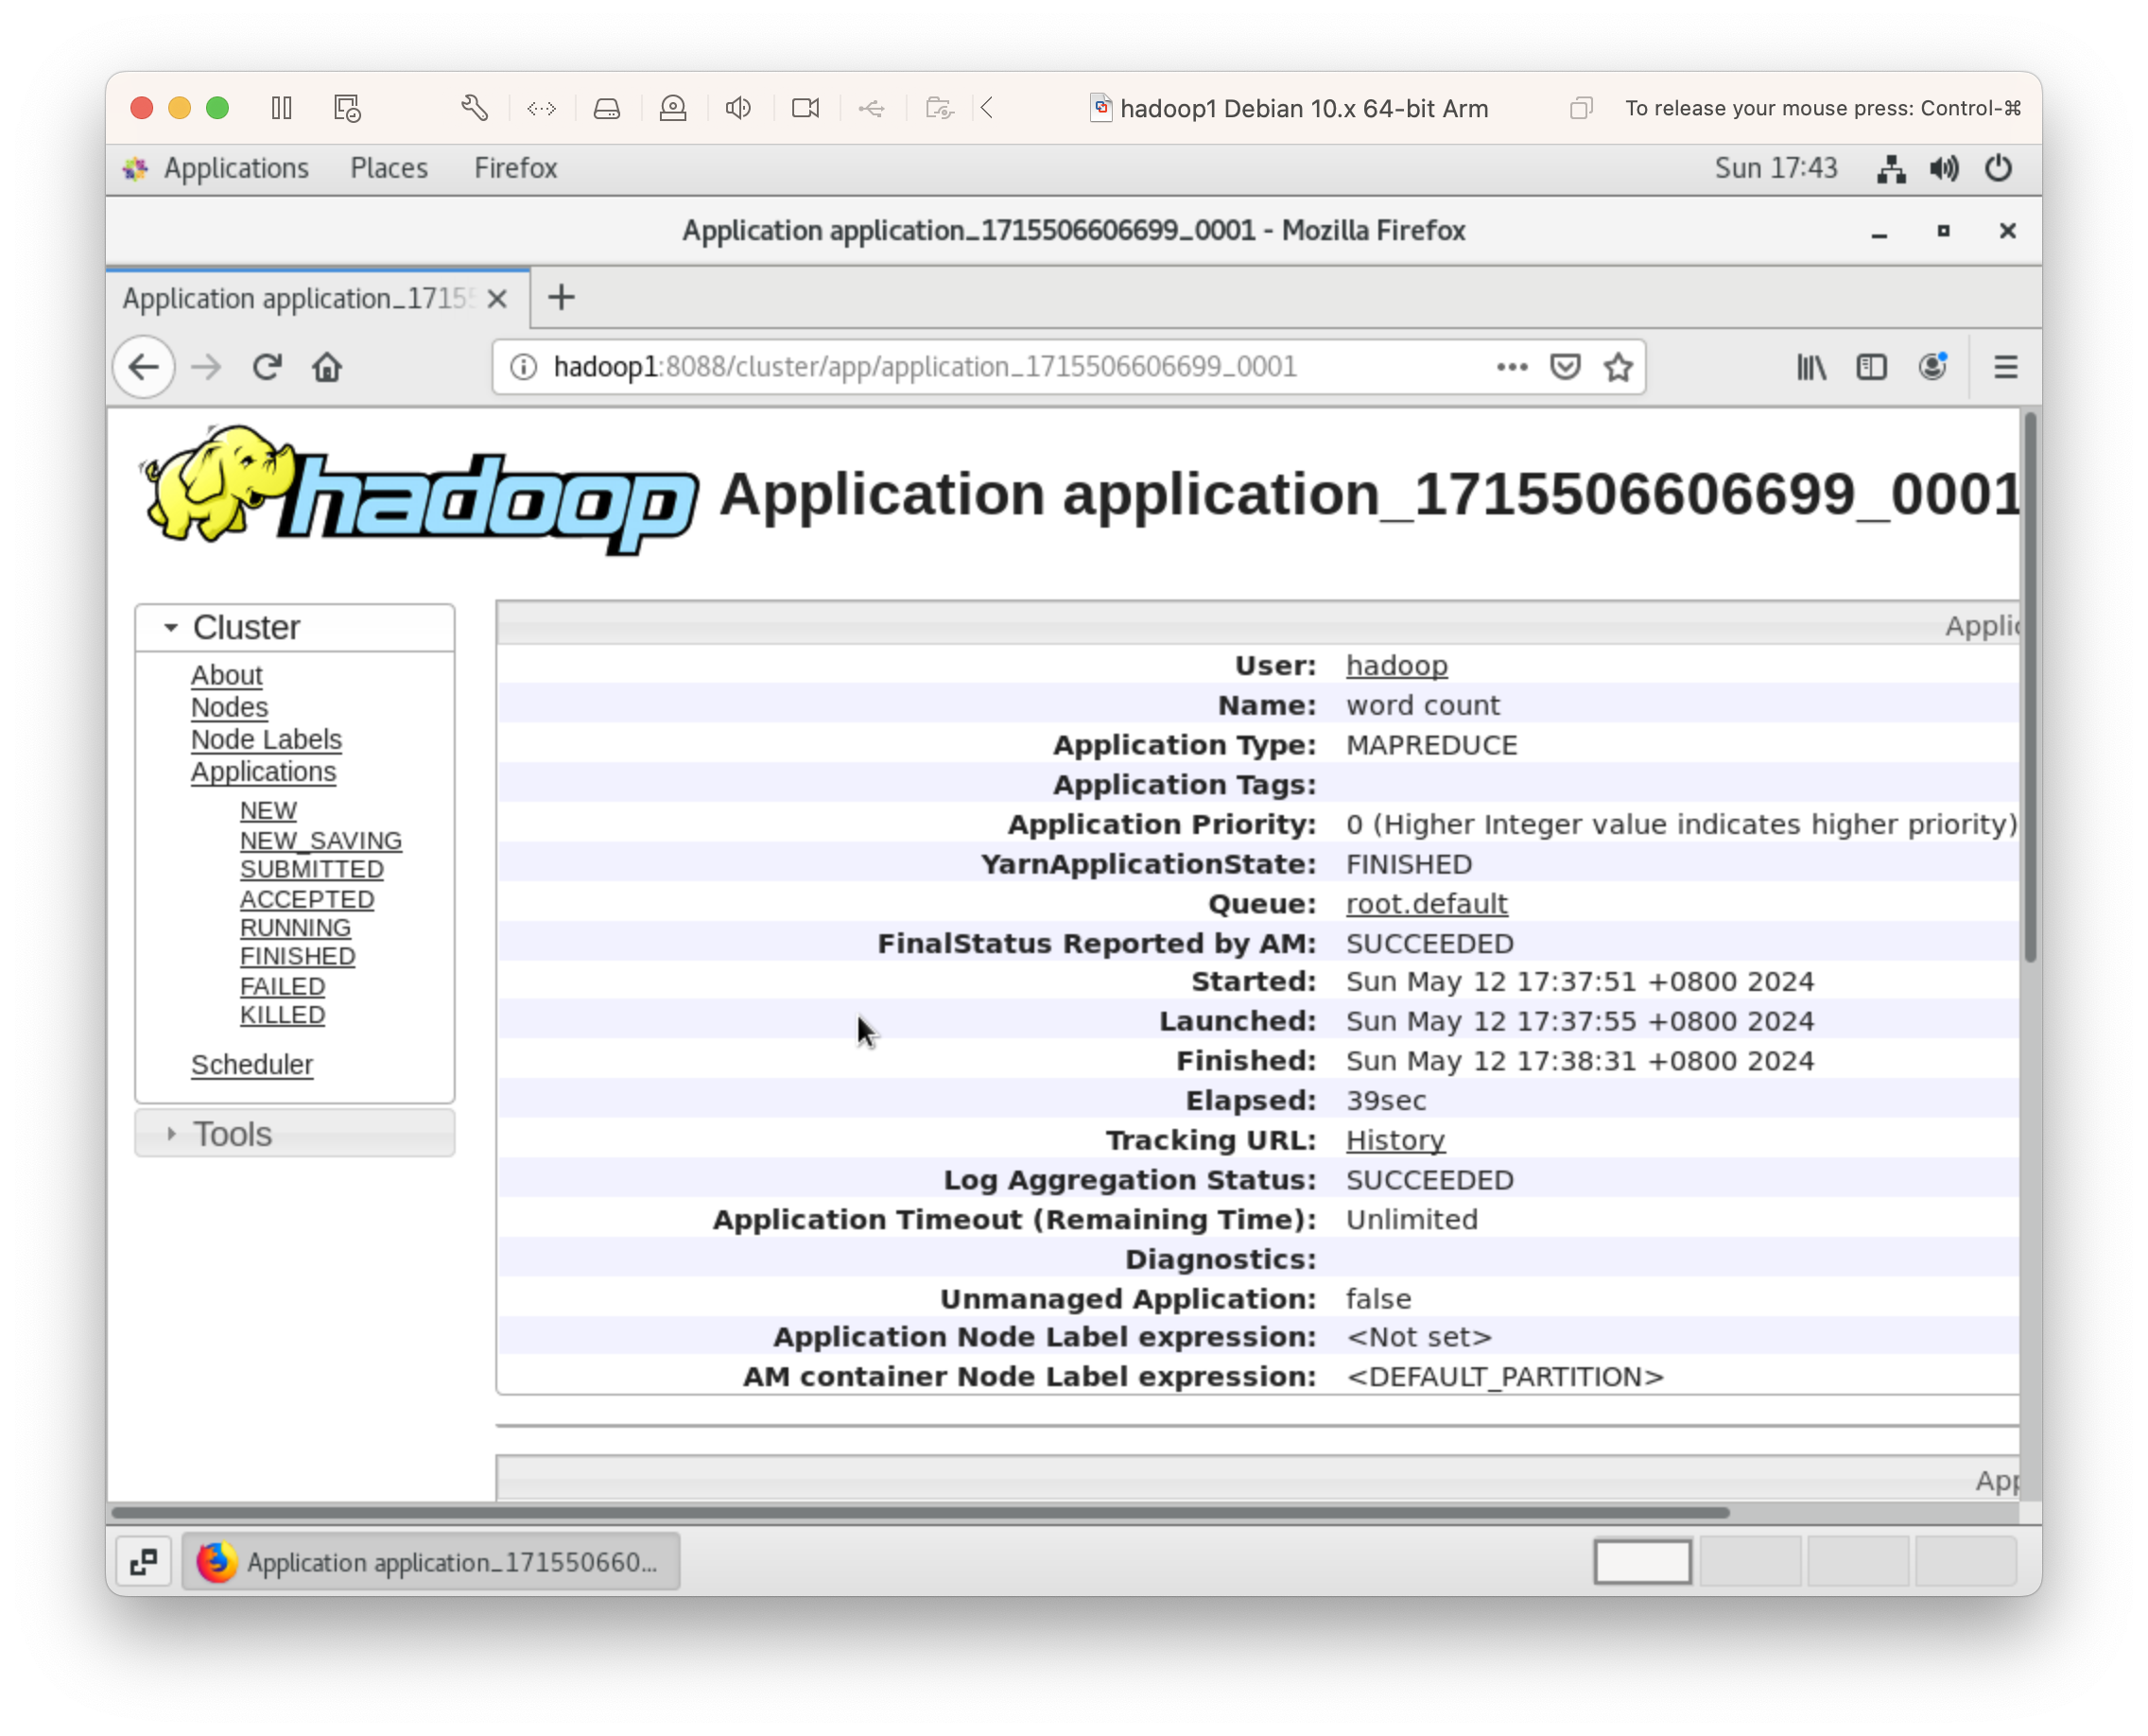 hadoop1 Debian 10.x 64-bit Arm
To release your mouse press: Control-⌘
Applications Places Firefox Sun 17:43
Application application_1715506606699_0001 - Mozilla Firefox
Application application_1715
hadoop1:8088/cluster/app/application_1715506606699_0001
hadoop Application application_1715506606699_0001
Cluster
About
Nodes
Node Labels
Applications
NEW
NEW_SAVING
SUBMITTED
ACCEPTED
RUNNING
FINISHED
FAILED
KILLED
Scheduler
Tools
Applic
User: hadoop
Name: word count
Application Type: MAPREDUCE
Application Tags:
Application Priority: 0 (Higher Integer value indicates higher priority)
YarnApplicationState: FINISHED
Queue: root.default
FinalStatus Reported by AM: SUCCEEDED
Started: Sun May 12 17:37:51 +0800 2024
Launched: Sun May 12 17:37:55 +0800 2024
Finished: Sun May 12 17:38:31 +0800 2024
Elapsed: 39sec
Tracking URL: History
Log Aggregation Status: SUCCEEDED
Application Timeout (Remaining Time): Unlimited
Diagnostics:
Unmanaged Application: false
Application Node Label expression: <Not set>
AM container Node Label expression: <DEFAULT_PARTITION>
App
Application application_171550660...